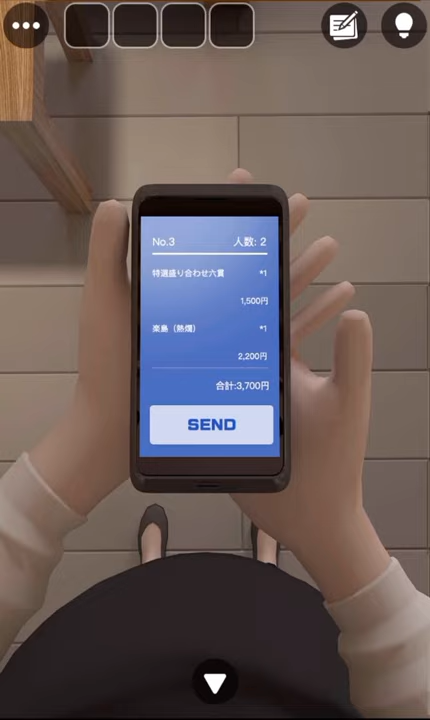 No.3 人数: 2
特選盛り合わせ六貫 *1
1,500円
楽島（熱燗） *1
2,200円
合計:3,700円
SEND